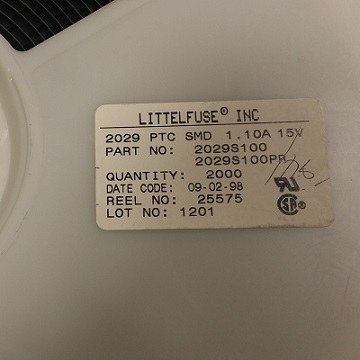 LITTELFUSE® INC
2029 PTC SMD 1.10A 15V
PART NO: 2029S100
2029S100PR
QUANTITY: 2000
DATE CODE: 09-02-98
REEL NO: 25575
LOT NO: 1201